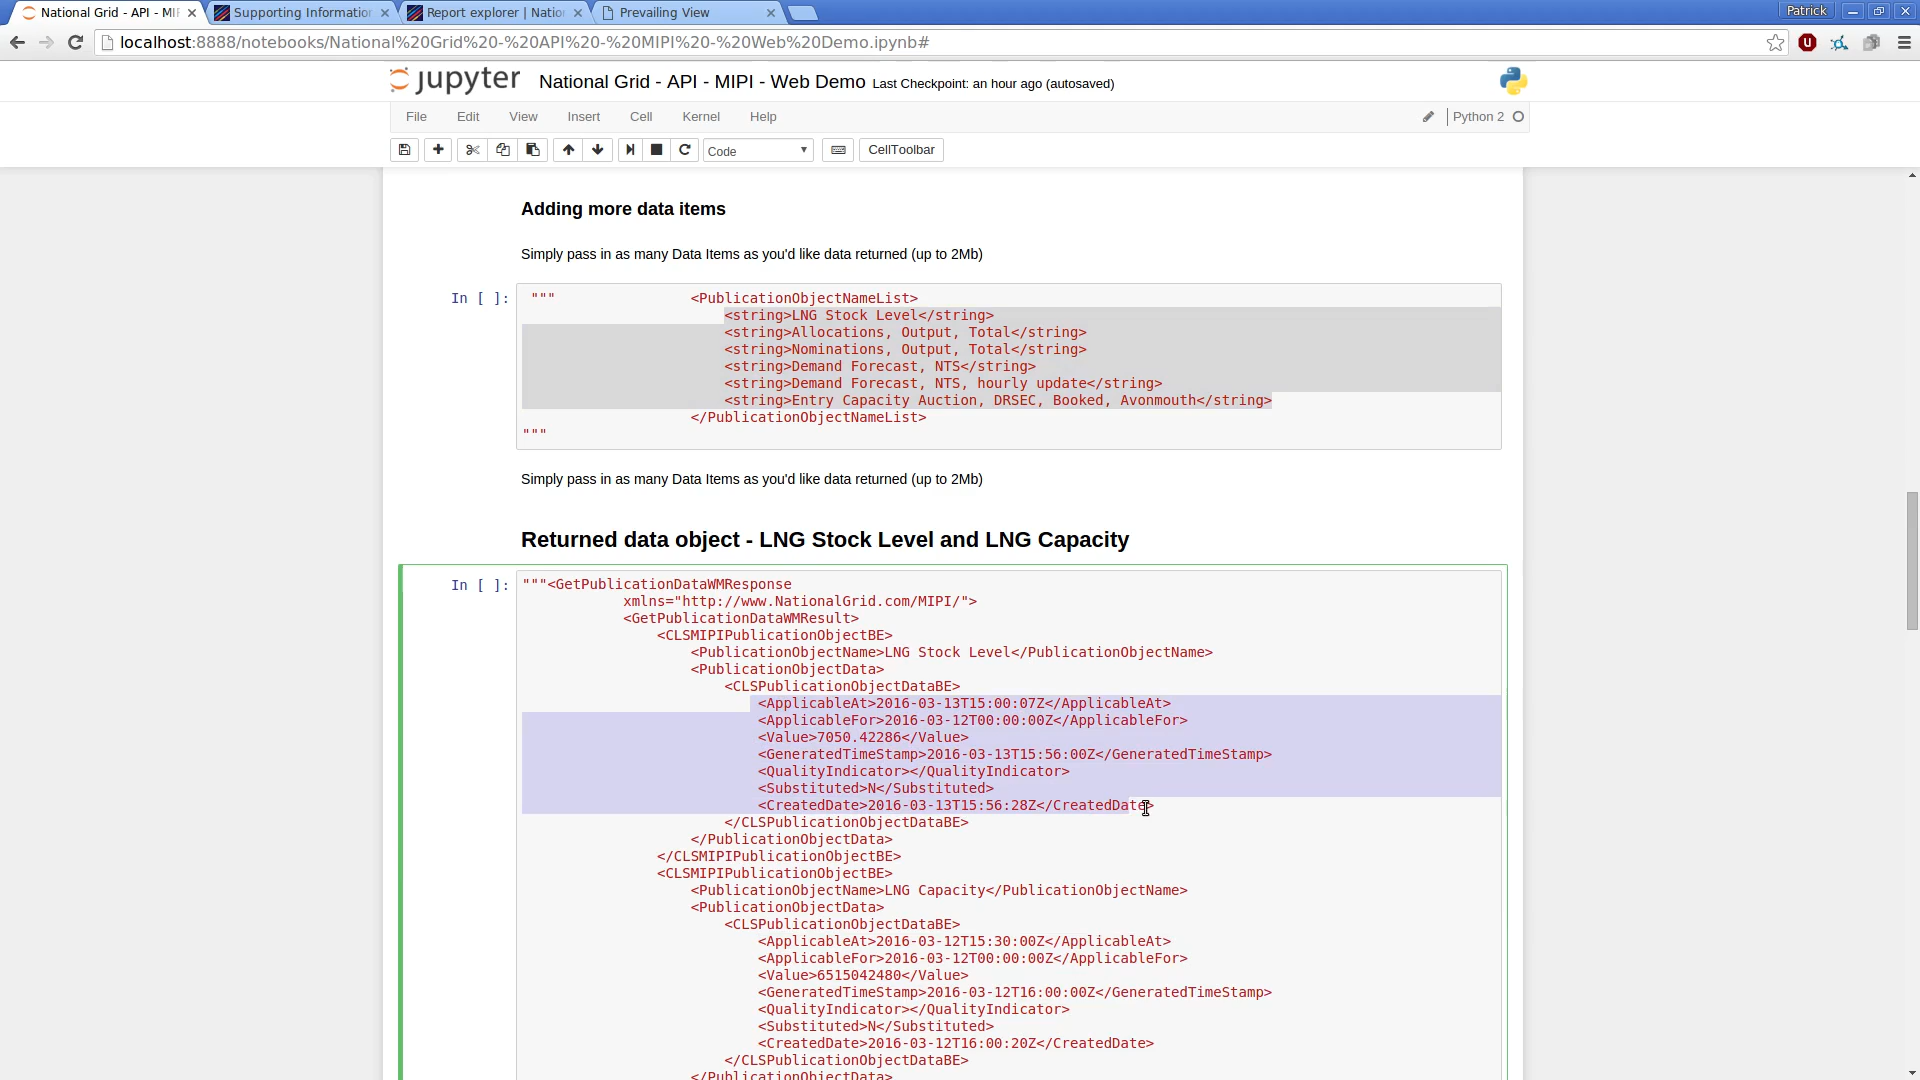 National Grid - API - MIP
Supporting Information
Report explorer | Natio
Prevailing View
Patrick
localhost:8888/notebooks/National%20Grid%20-%20API%20-%20MIPI%20-%20Web%20Demo.ipynb#
jupyter
National Grid - API - MIPI - Web Demo Last Checkpoint: an hour ago (autosaved)
File Edit View Insert Cell Kernel Help
Python 2
Code
CellToolbar
Adding more data items
Simply pass in as many Data Items as you'd like data returned (up to 2Mb)
In [ ]: """ <PublicationObjectNameList>
<string>LNG Stock Level</string>
<string>Allocations, Output, Total</string>
<string>Nominations, Output, Total</string>
<string>Demand Forecast, NTS</string>
<string>Demand Forecast, NTS, hourly update</string>
<string>Entry Capacity Auction, DRSEC, Booked, Avonmouth</string>
</PublicationObjectNameList>
"""
Simply pass in as many Data Items as you'd like data returned (up to 2Mb)
Returned data object - LNG Stock Level and LNG Capacity
In [ ]: """<GetPublicationDataWMResponse
xmlns="http://www.NationalGrid.com/MIPI/">
<GetPublicationDataWMResult>
<CLSMIPIPublicationObjectBE>
<PublicationObjectName>LNG Stock Level</PublicationObjectName>
<PublicationObjectData>
<CLSPublicationObjectDataBE>
<ApplicableAt>2016-03-13T15:00:07Z</ApplicableAt>
<ApplicableFor>2016-03-12T00:00:00Z</ApplicableFor>
<Value>7050.42286</Value>
<GeneratedTimeStamp>2016-03-13T15:56:00Z</GeneratedTimeStamp>
<QualityIndicator></QualityIndicator>
<Substituted>N</Substituted>
<CreatedDate>2016-03-13T15:56:28Z</CreatedDate>
</CLSPublicationObjectDataBE>
</PublicationObjectData>
</CLSMIPIPublicationObjectBE>
<CLSMIPIPublicationObjectBE>
<PublicationObjectName>LNG Capacity</PublicationObjectName>
<PublicationObjectData>
<CLSPublicationObjectDataBE>
<ApplicableAt>2016-03-12T15:30:00Z</ApplicableAt>
<ApplicableFor>2016-03-12T00:00:00Z</ApplicableFor>
<Value>6515042480</Value>
<GeneratedTimeStamp>2016-03-12T16:00:00Z</GeneratedTimeStamp>
<QualityIndicator></QualityIndicator>
<Substituted>N</Substituted>
<CreatedDate>2016-03-12T16:00:20Z</CreatedDate>
</CLSPublicationObjectDataBE>
</PublicationObjectData>